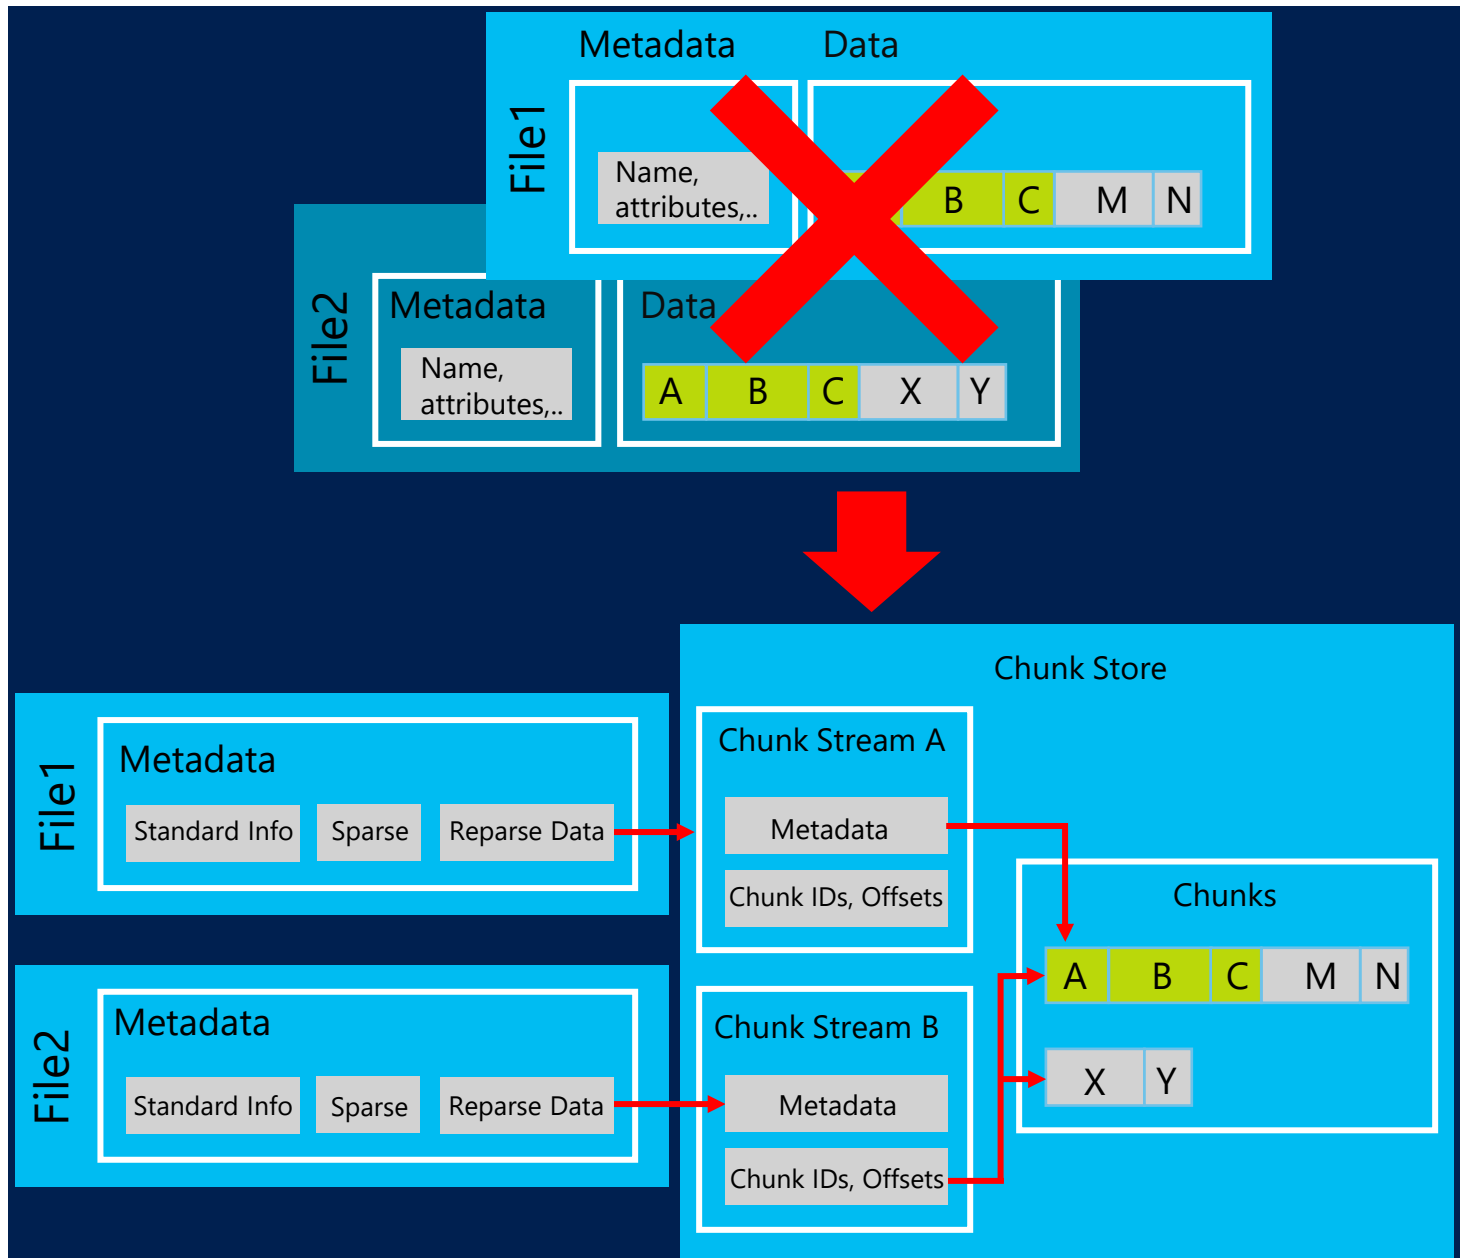 Metadata
Data
File1
Name,
attributes,..
B
C
M
N
File2
Metadata
Data
Name,
attributes,..
A
B
C
X
Y
Chunk Store
File1
Metadata
Standard Info
Sparse
Reparse Data
Chunk Stream A
Metadata
Chunk IDs, Offsets
Chunks
A
B
C
M
N
X
Y
File2
Metadata
Standard Info
Sparse
Reparse Data
Chunk Stream B
Metadata
Chunk IDs, Offsets